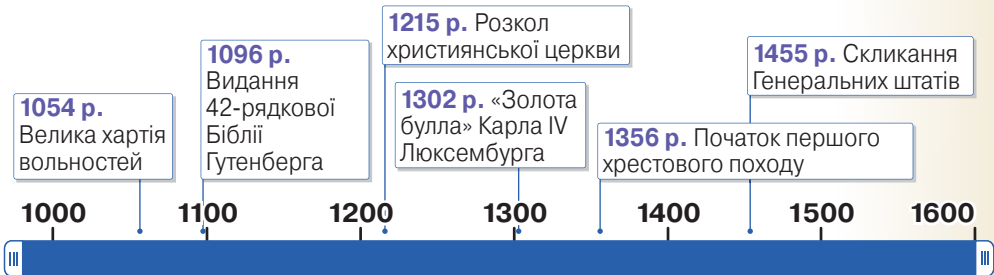 1054 р.
Велика хартія
вольностей
1096 р.
Видання
42-рядкової
Біблії
Гутенберга
1215 р. Розкол
християнської церкви
1302 р. «Золота
булла» Карла IV
Люксембурга
1356 р. Початок першого
хрестового походу
1455 р. Скликання
Генеральних штатів
1000 1100 1200 1300 1400 1500 1600